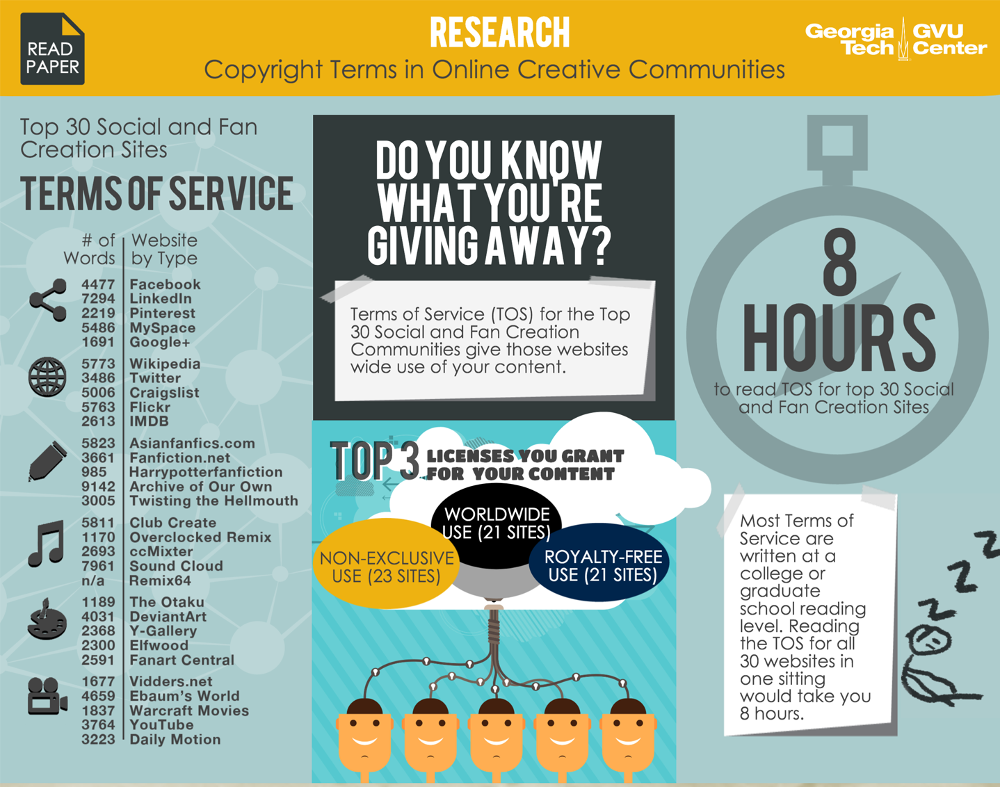 READ
PAPER
RESEARCH
Copyright Terms in Online Creative Communities
Georgia
Tech
GVU
Center
Top 30 Social and Fan
Creation Sites
TERMS OF SERVICE
# of
Words
Website
by Type
4477 Facebook
7294 LinkedIn
2219 Pinterest
5486 MySpace
1691 Google+
5773 Wikipedia
3486 Twitter
5006 Craigslist
5763 Flickr
2613 IMDB
5823 Asianfanfics.com
3661 Fanfiction.net
985 Harrypotterfanfiction
9142 Archive of Our Own
3005 Twisting the Hellmouth
5811 Club Create
1170 Overclocked Remix
2693 ccMixter
7961 Sound Cloud
n/a Remix64
1189 The Otaku
4031 DeviantArt
2368 Y-Gallery
2300 Elfwood
2591 Fanart Central
1677 Vidders.net
4659 Ebaum's World
1837 Warcraft Movies
3764 YouTube
3223 Daily Motion
DO YOU KNOW
WHAT YOU'RE
GIVING AWAY?
Terms of Service (TOS) for the Top
30 Social and Fan Creation
Communities give those websites
wide use of your content.
TOP 3
LICENSES YOU GRANT
FOR YOUR CONTENT
WORLDWIDE
USE (21 SITES)
NON-EXCLUSIVE
USE (23 SITES)
ROYALTY-FREE
USE (21 SITES)
8
HOURS
to read TOS for top 30 Social
and Fan Creation Sites
Most Terms of
Service are
written at a
college or
graduate
school reading
level. Reading
the TOS for all
30 websites in
one sitting
would take you
8 hours.
z
z
z